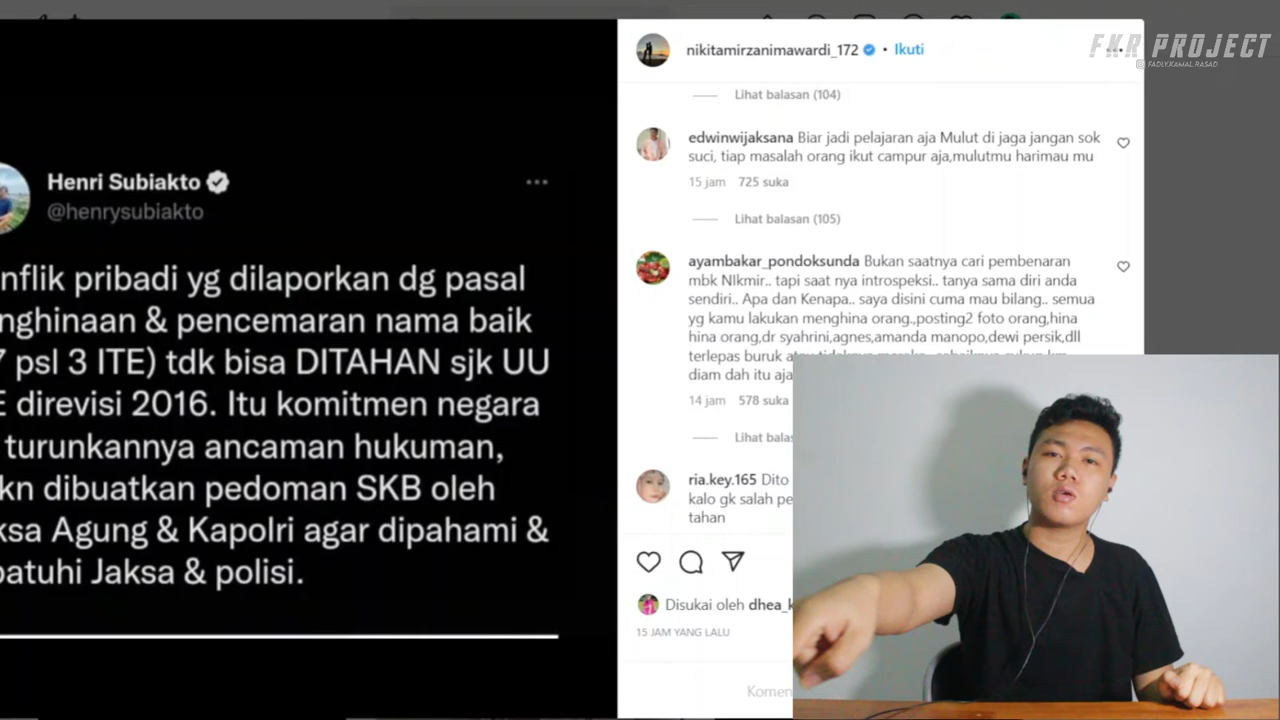 FKR PROJECT
FADLY.KAMAL.RASAD
nikitamirzanimawardi_172 • Ikuti
Lihat balasan (104)
edwinwijaksana Biar jadi pelajaran aja Mulut di jaga jangan sok
suci, tiap masalah orang ikut campur aja,mulutmu harimau mu
15 jam 725 suka
Lihat balasan (105)
ayambakar_pondoksunda Bukan saatnya cari pembenaran
mbk NIkmir.. tapi saat nya introspeksi.. tanya sama diri anda
sendiri.. Apa dan Kenapa.. saya disini cuma mau bilang.. semua
yg kamu lakukan menghina orang.,posting2 foto orang,hina
hina orang,dr syahrini,agnes,amanda manopo,dewi persik,dll
terlepas buruk
diam dah itu aja
14 jam 578 suka
Lihat balas
ria.key.165 Dito
kalo gk salah pe
tahan
Disukai oleh dhea_k
15 JAM YANG LALU
Komen
Henri Subiakto
@henrysubiakto
nflik pribadi yg dilaporkan dg pasal
nghinaan & pencemaran nama baik
psl 3 ITE) tdk bisa DITAHAN sjk UU
E direvisi 2016. Itu komitmen negara
turunkannya ancaman hukuman,
kn dibuatkan pedoman SKB oleh
ksa Agung & Kapolri agar dipahami &
patuhi Jaksa & polisi.